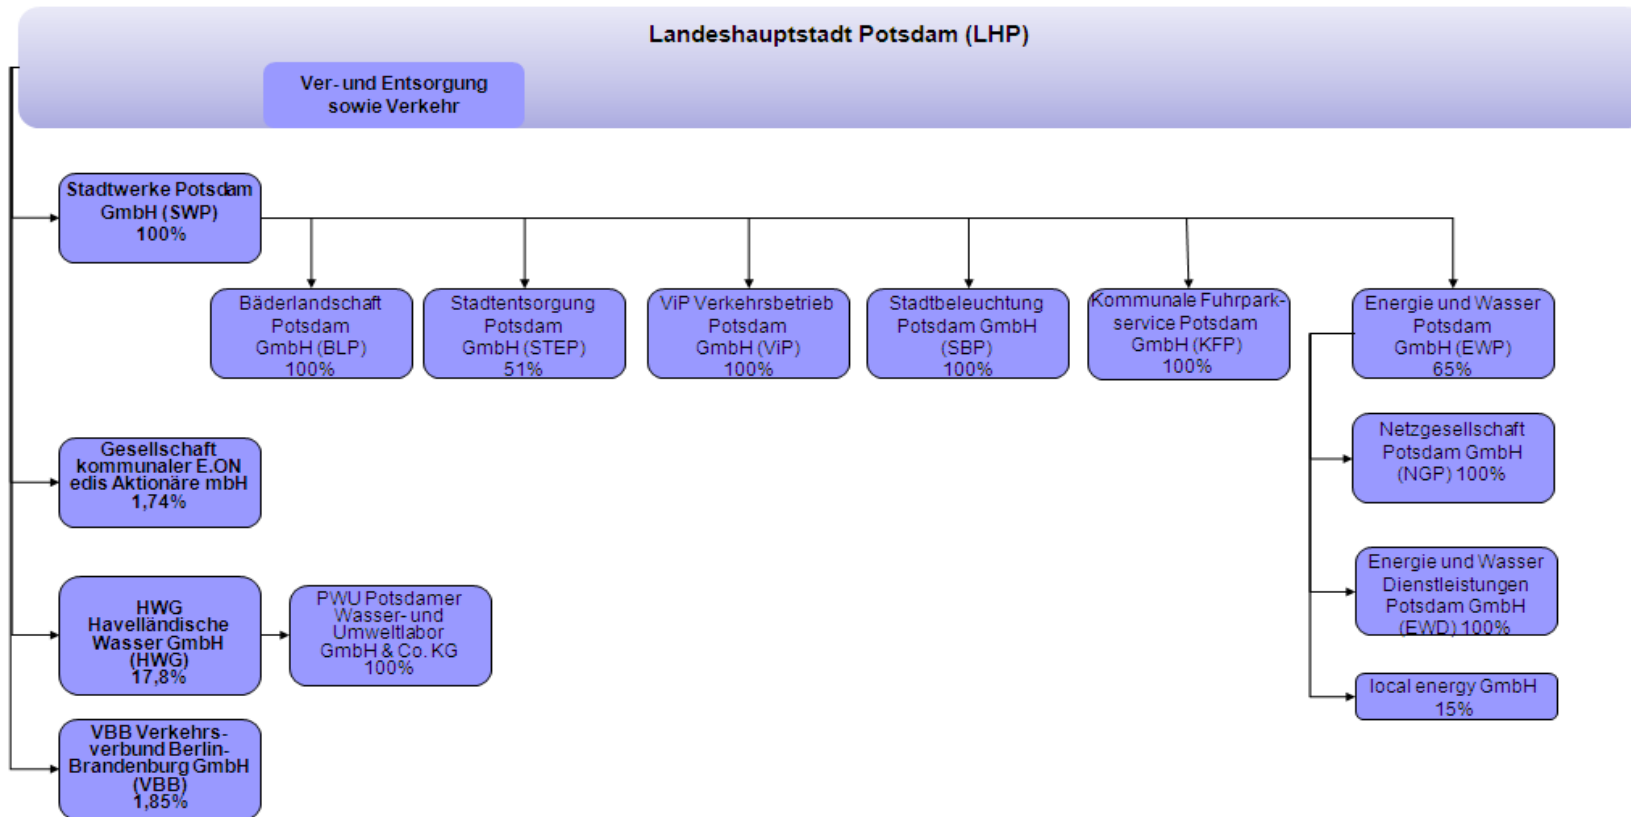 Landeshauptstadt Potsdam (LHP)
Ver- und Entsorgung
sowie Verkehr
Stadtwerke Potsdam
GmbH (SWP)
100%
Bäderlandschaft
Potsdam
GmbH (BLP)
100%
Stadtentsorgung
Potsdam
GmbH (STEP)
51%
ViP Verkehrsbetrieb
Potsdam
GmbH (ViP)
100%
Stadtbeleuchtung
Potsdam GmbH
(SBP)
100%
Kommunale Fuhrpark-
service Potsdam
GmbH (KFP)
100%
Energie und Wasser
Potsdam
GmbH (EWP)
65%
Netzgesellschaft
Potsdam GmbH
(NGP) 100%
Energie und Wasser
Dienstleistungen
Potsdam GmbH
(EWD) 100%
local energy GmbH
15%
Gesellschaft
kommunaler E.ON
edis Aktionäre mbH
1,74%
HWG
Havelländische
Wasser GmbH
(HWG)
17,8%
PWU Potsdamer
Wasser- und
Umweltlabor
GmbH & Co. KG
100%
VBB Verkehrs-
verbund Berlin-
Brandenburg GmbH
(VBB)
1,85%